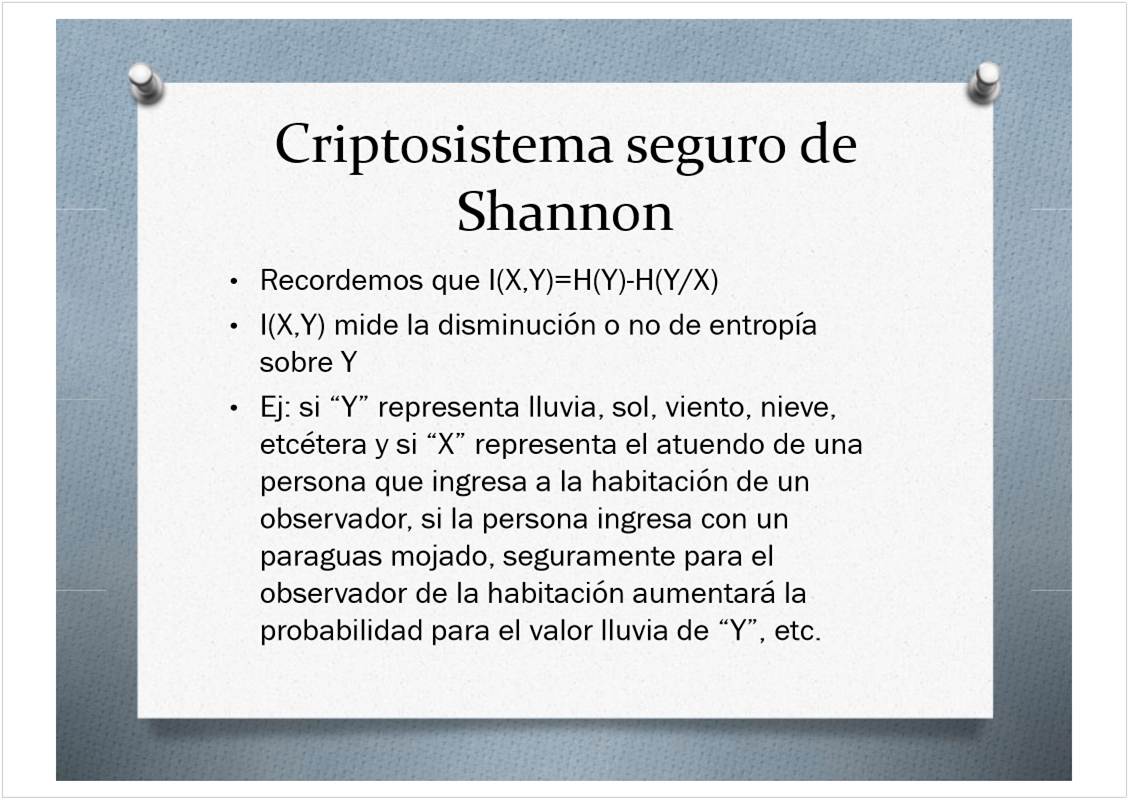 Criptosistema seguro de
Shannon
• Recordemos que I(X,Y)=H(Y)-H(Y/X)
• I(X,Y) mide la disminución o no de entropía
sobre Y
• Ej: si “Y” representa lluvia, sol, viento, nieve,
etcétera y si “X” representa el atuendo de una
persona que ingresa a la habitación de un
observador, si la persona ingresa con un
paraguas mojado, seguramente para el
observador de la habitación aumentará la
probabilidad para el valor lluvia de “Y”, etc.